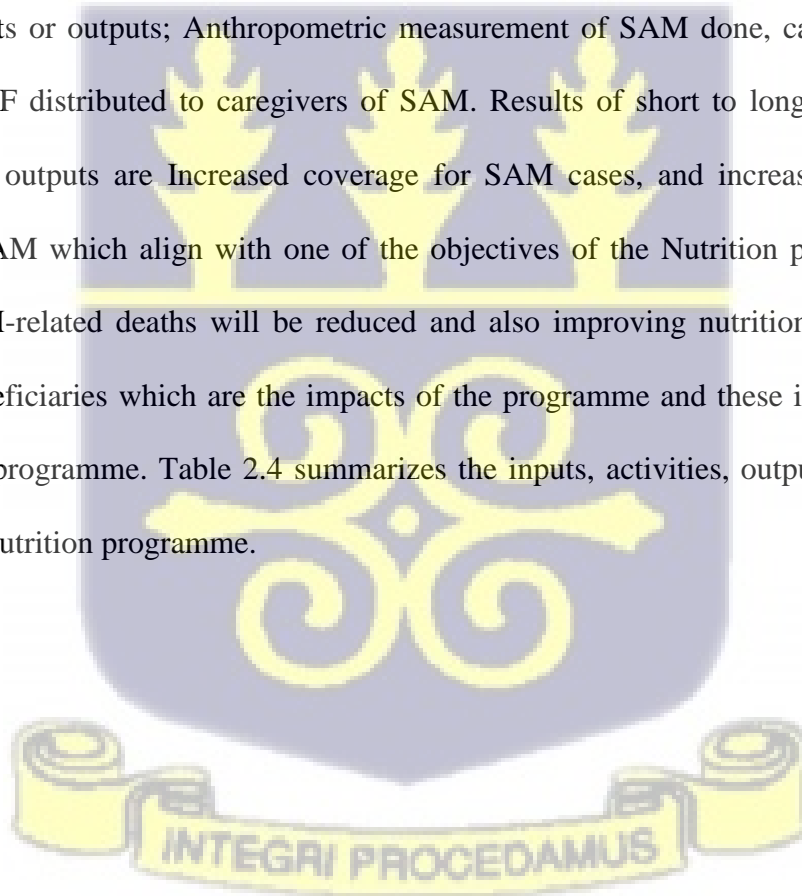 ts or outputs; Anthropometric measurement of SAM done, ca
F distributed to caregivers of SAM. Results of short to long
outputs are Increased coverage for SAM cases, and increas
AM which align with one of the objectives of the Nutrition p
I-related deaths will be reduced and also improving nutrition
eficiaries which are the impacts of the programme and these i
programme. Table 2.4 summarizes the inputs, activities, outpu
utrition programme.
INTEGRI PROCEDAMUS